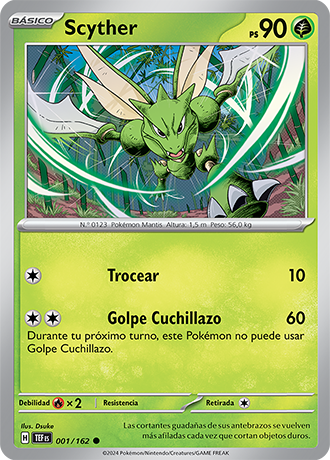 BÁSICO
Scyther PS 90
N.º 0123 Pokémon Mantis Altura: 1,5 m Peso: 56,0 kg
Trocear 10
Golpe Cuchillazo 60
Durante tu próximo turno, este Pokémon no puede usar
Golpe Cuchillazo.
Debilidad ×2 Resistencia Retirada
Ilus. Dsuke
H TEF ES 001/162
Las cortantes guadañas de sus antebrazos se vuelven
más afiladas cada vez que cortan objetos duros.
©2024 Pokémon/Nintendo/Creatures/GAME FREAK